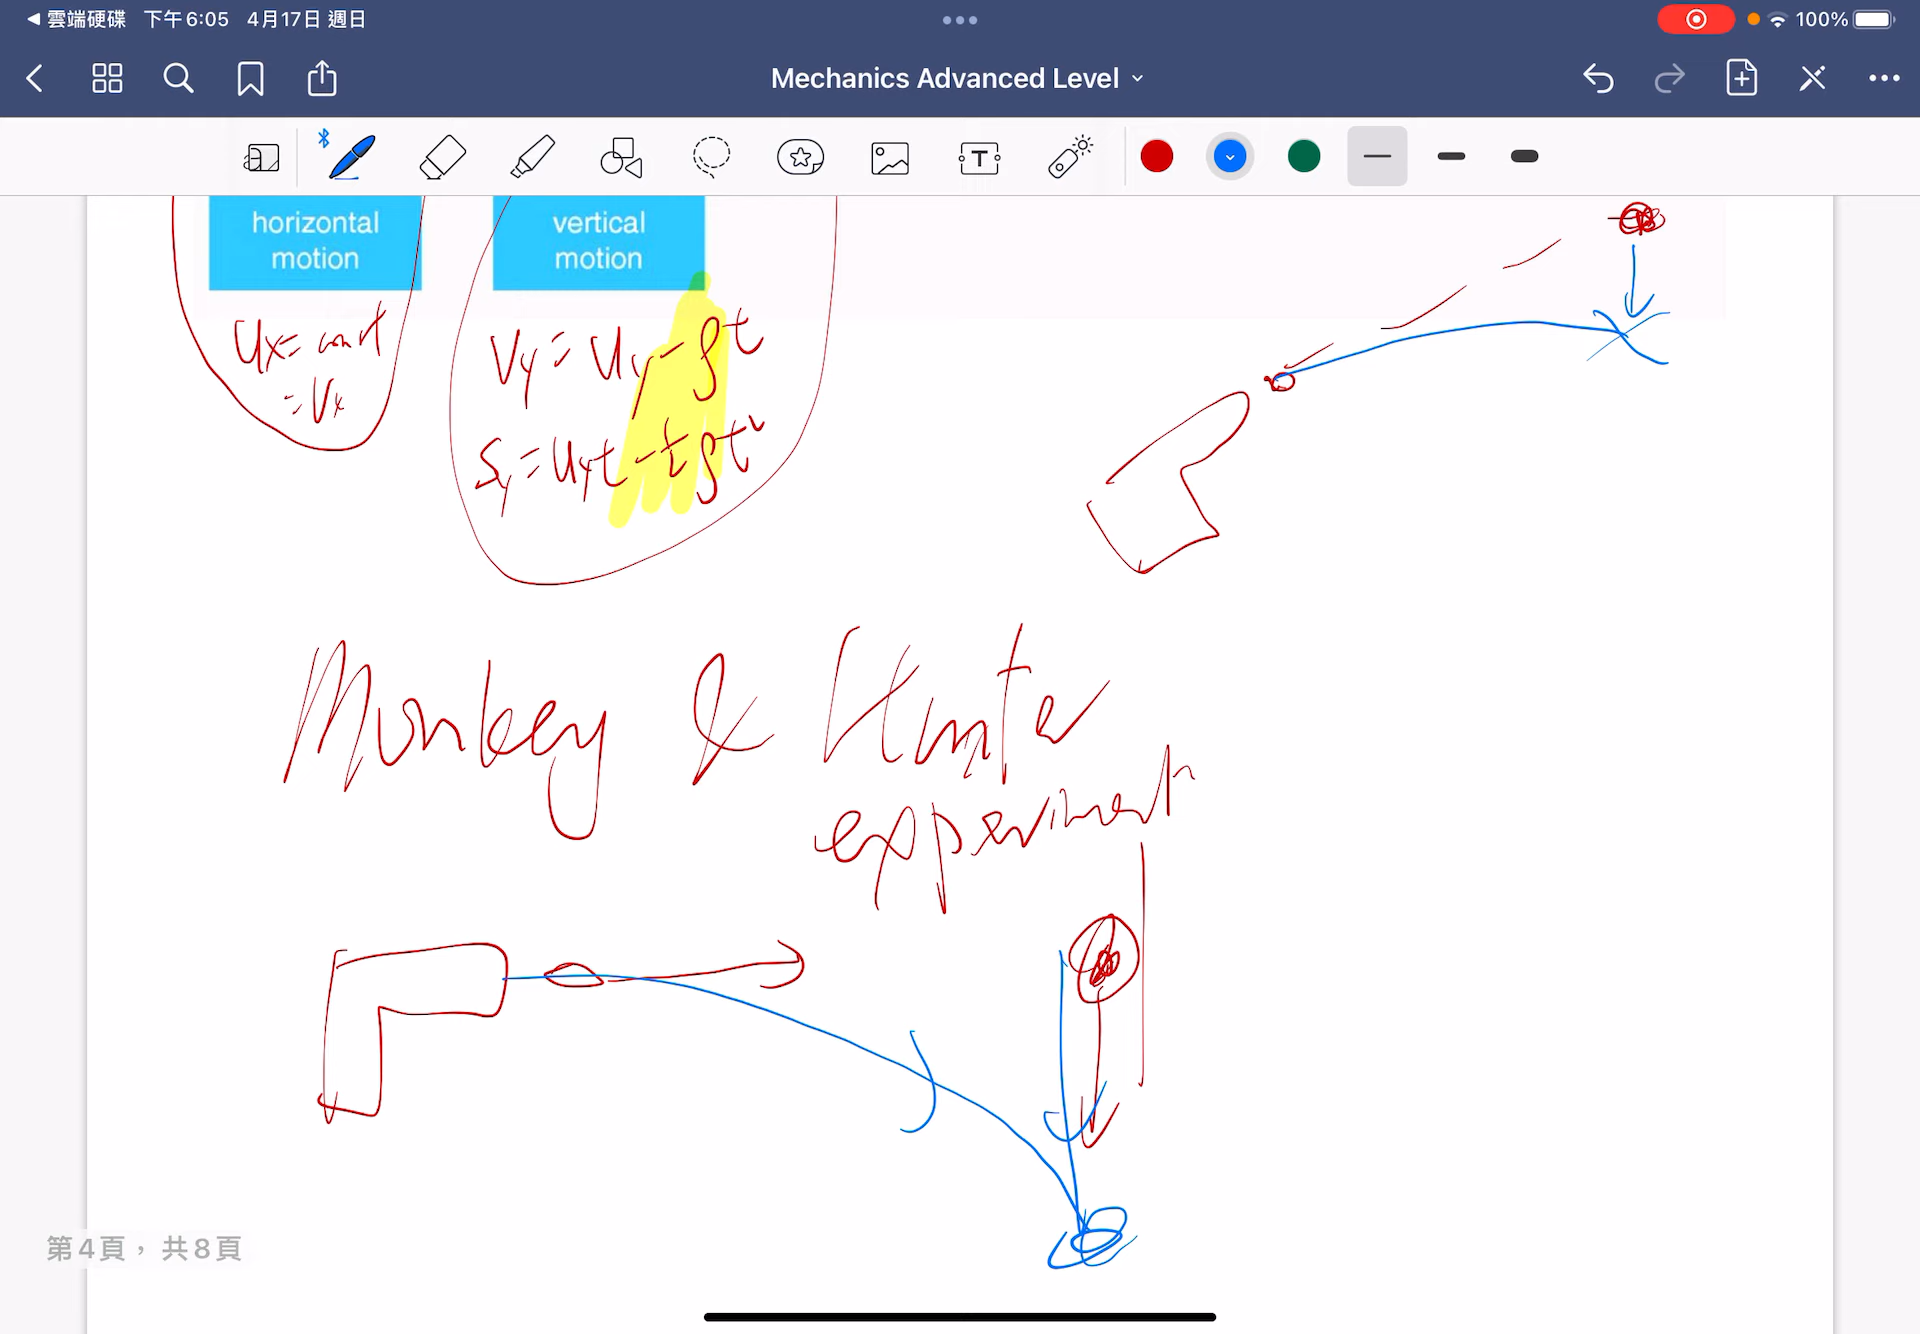 雲端硬碟 下午6:05 4月17日 週日
100%
Mechanics Advanced Level
horizontal
motion
vertical
motion
Ux = const
= Vx
Vy = Uy - gt
Sy = Uyt - ½gt²
Monkey & Hunter
experiment
第4頁，共8頁